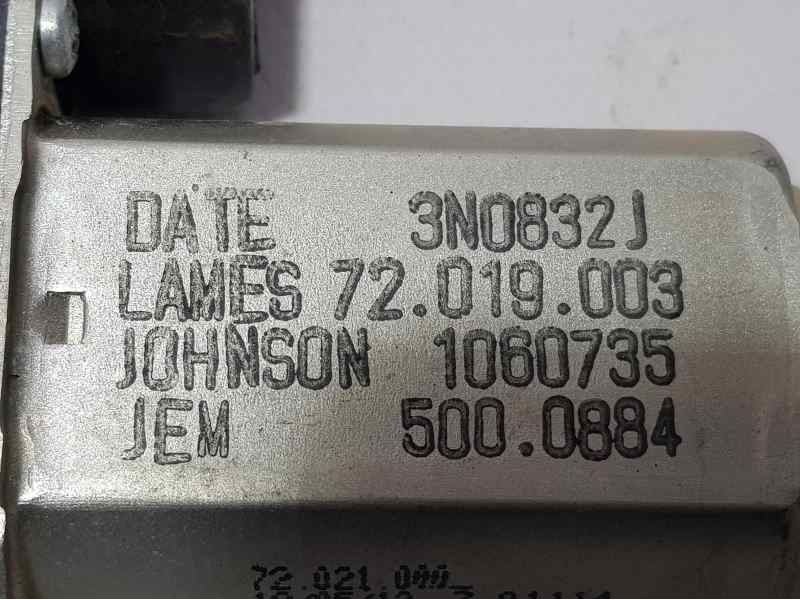 DATE 3N0832J
LAMES 72.019.003
JOHNSON 1060735
JEM 500.0884